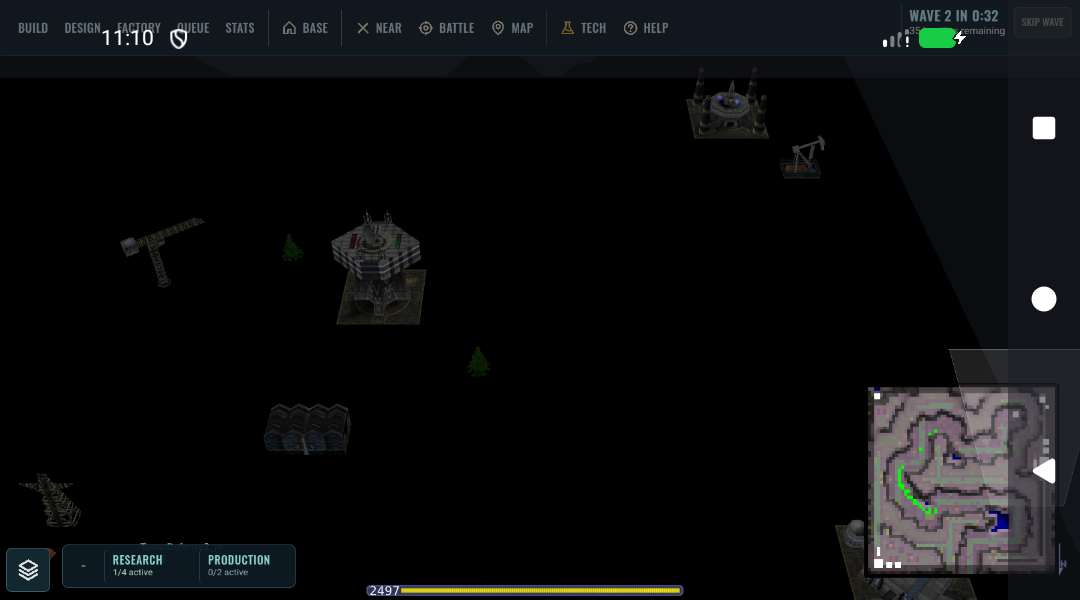 BUILD DESIGN FACTORY QUEUE STATS BASE NEAR BATTLE MAP TECH HELP
WAVE 2 IN 0:32
SKIP WAVE
11:10
remaining
RESEARCH
1/4 active
PRODUCTION
0/2 active
-
2497